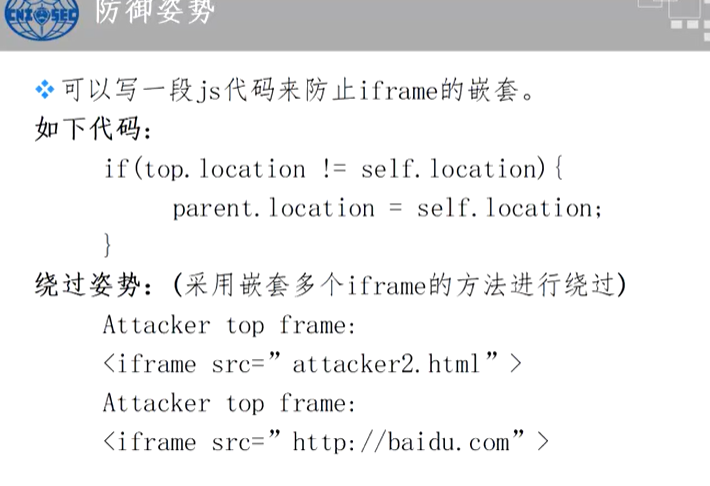 CNI SEC
防御姿势
可以写一段js代码来防止iframe的嵌套。
如下代码:
if(top.location != self.location){
parent.location = self.location;
}
绕过姿势:(采用嵌套多个iframe的方法进行绕过)
Attacker top frame:
<iframe src=”attacker2.html”>
Attacker top frame:
<iframe src=”http://baidu.com”>